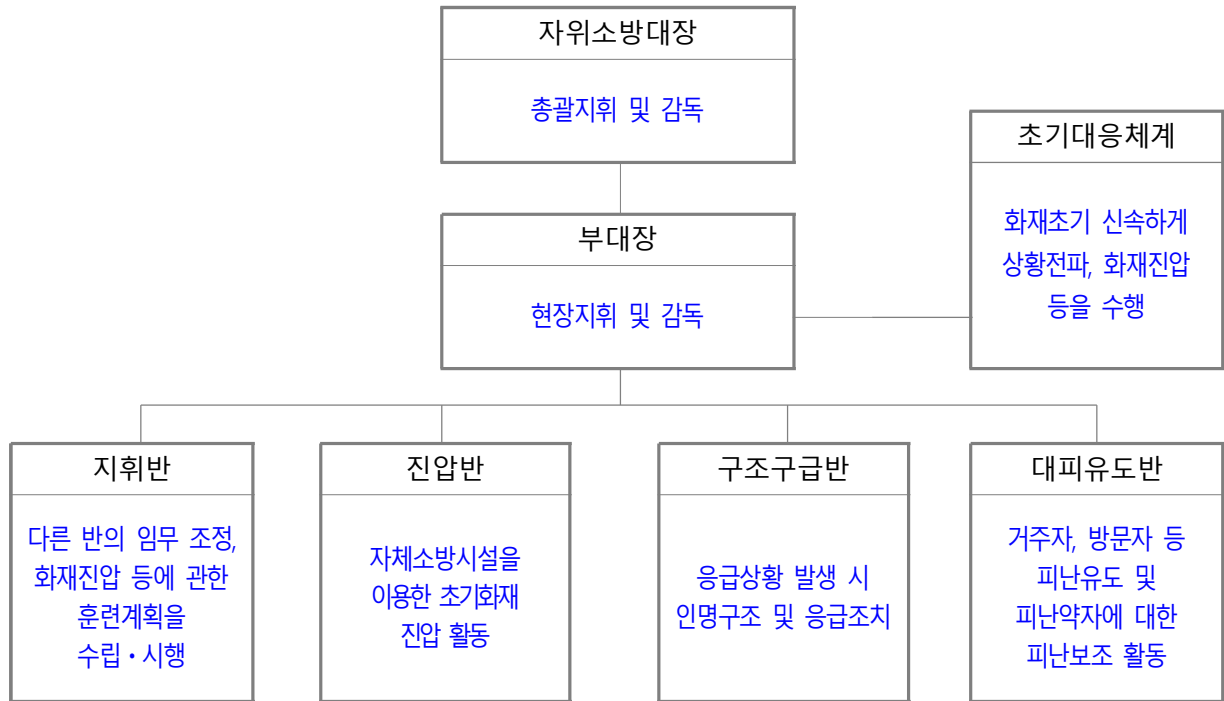 자위소방대장
총괄지휘 및 감독
초기대응체계
화재초기 신속하게
상황전파, 화재진압
등을 수행
부대장
현장지휘 및 감독
지휘반
다른 반의 임무 조정,
화재진압 등에 관한
훈련계획을
수립·시행
진압반
자체소방시설을
이용한 초기화재
진압 활동
구조구급반
응급상황 발생 시
인명구조 및 응급조치
대피유도반
거주자, 방문자 등
피난유도 및
피난약자에 대한
피난보조 활동